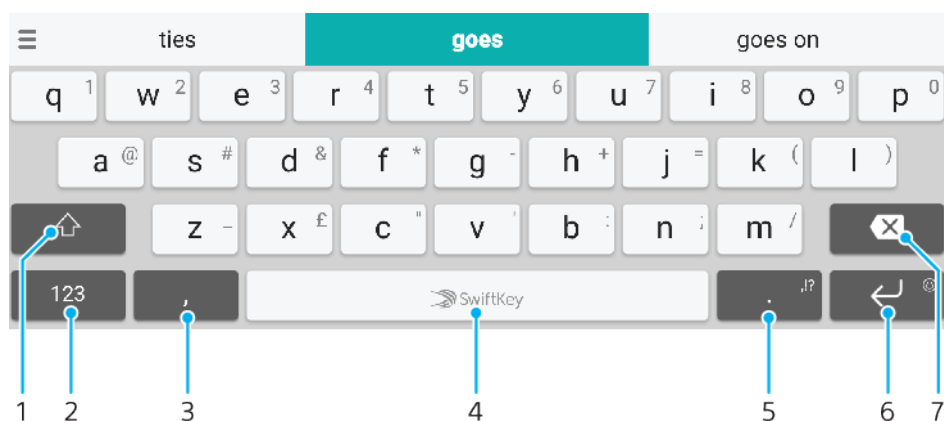 ties goes goes on
q 1 w 2 e 3 r 4 t 5 y 6 u 7 i 8 o 9 p 0
a @ s # d & f * g - h + j = k ( l )
z _ x £ c " v ' b : n ; m /
123 , SwiftKey . ,!?
1 2 3 4 5 6 7